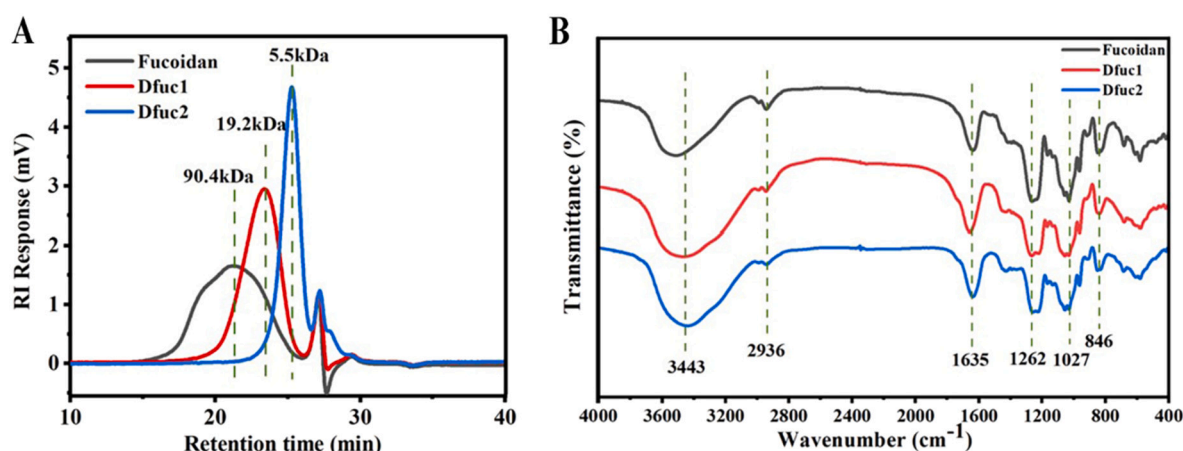 A
Fucoidan
Dfuc1
Dfuc2
5.5kDa
19.2kDa
90.4kDa
RI Response (mV)
5
4
3
2
1
0
10
20
30
40
Retention time (min)
B
Fucoidan
Dfuc1
Dfuc2
Transmittance (%)
3443
2936
1635
1262
1027
846
4000
3600
3200
2800
2400
2000
1600
1200
800
400
Wavenumber (cm-1)